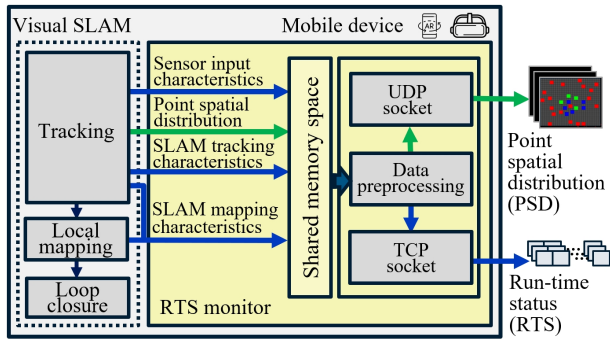 Visual SLAM
Mobile device
AR
Tracking
Local
mapping
Loop
closure
Sensor input
characteristics
Point spatial
distribution
SLAM tracking
characteristics
SLAM mapping
characteristics
RTS monitor
Shared memory space
UDP
socket
Data
preprocessing
TCP
socket
Point
spatial
distribution
(PSD)
Run-time
status
(RTS)